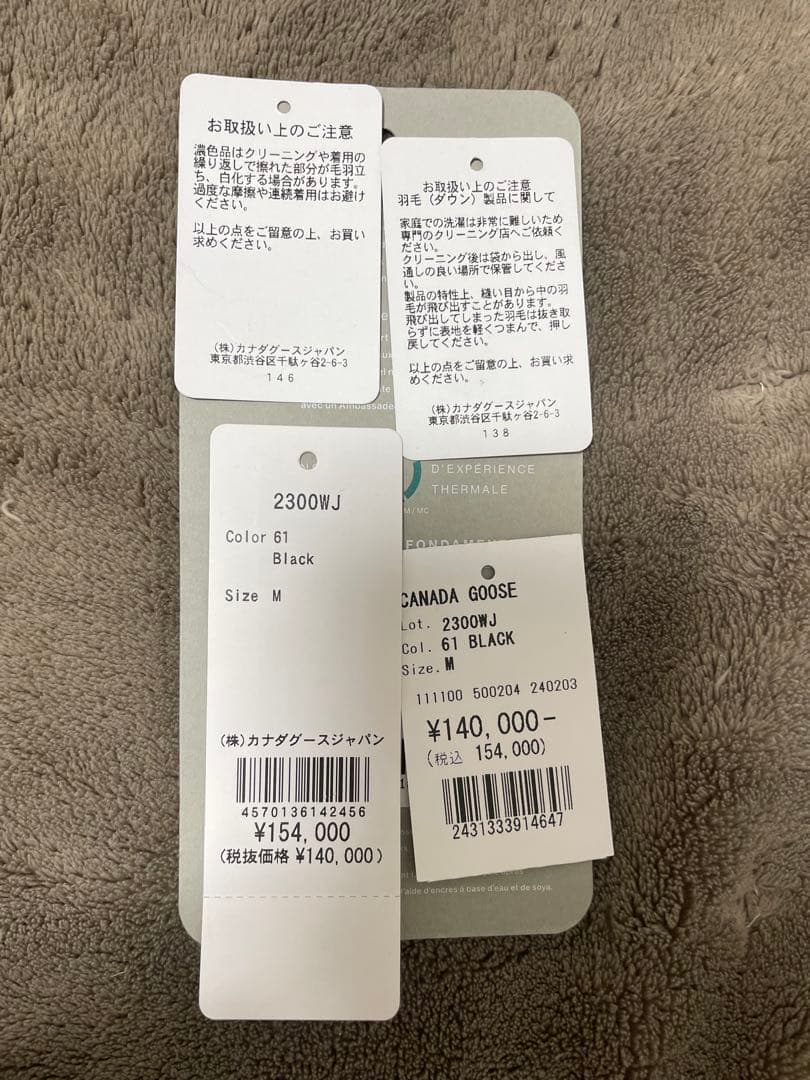 お取扱い上のご注意
濃色品はクリーニングや着用の
繰り返しで擦れた部分が毛羽立
ち、白化する場合があります。
過度な摩擦や連続着用はお避け
ください。
以上の点をご留意の上、お買い
求めください。
(株)カナダグースジャパン
東京都渋谷区千駄ヶ谷2-6-3
146
お取扱い上のご注意
羽毛（ダウン）製品に関して
家庭での洗濯は非常に難しいため
専門のクリーニング店へご依頼く
ださい。
クリーニング後は袋から出し、風
通しの良い場所で保管してくださ
い。
製品の特性上、縫い目から中の羽
毛が飛び出すことがあります。
飛び出してしまった羽毛は抜き取
らずに表地を軽くつまんで、押し
戻してください。
以上の点をご留意の上、お買い求
めください。
(株)カナダグースジャパン
東京都渋谷区千駄ヶ谷2-6-3
138
avec un
D'EXPÉRIENCE
THERMALE
M/MC
2300WJ
Color 61
Black
Size M
(株)カナダグースジャパン
4570136142456
¥154,000
(税抜価格 ¥140,000)
CANADA GOOSE
Lot. 2300WJ
Col. 61 BLACK
Size. M
111100 500204 240203
¥140,000-
(税込 154,000)
2431333914647
l'aide d'encres à base d'eau et de soya.